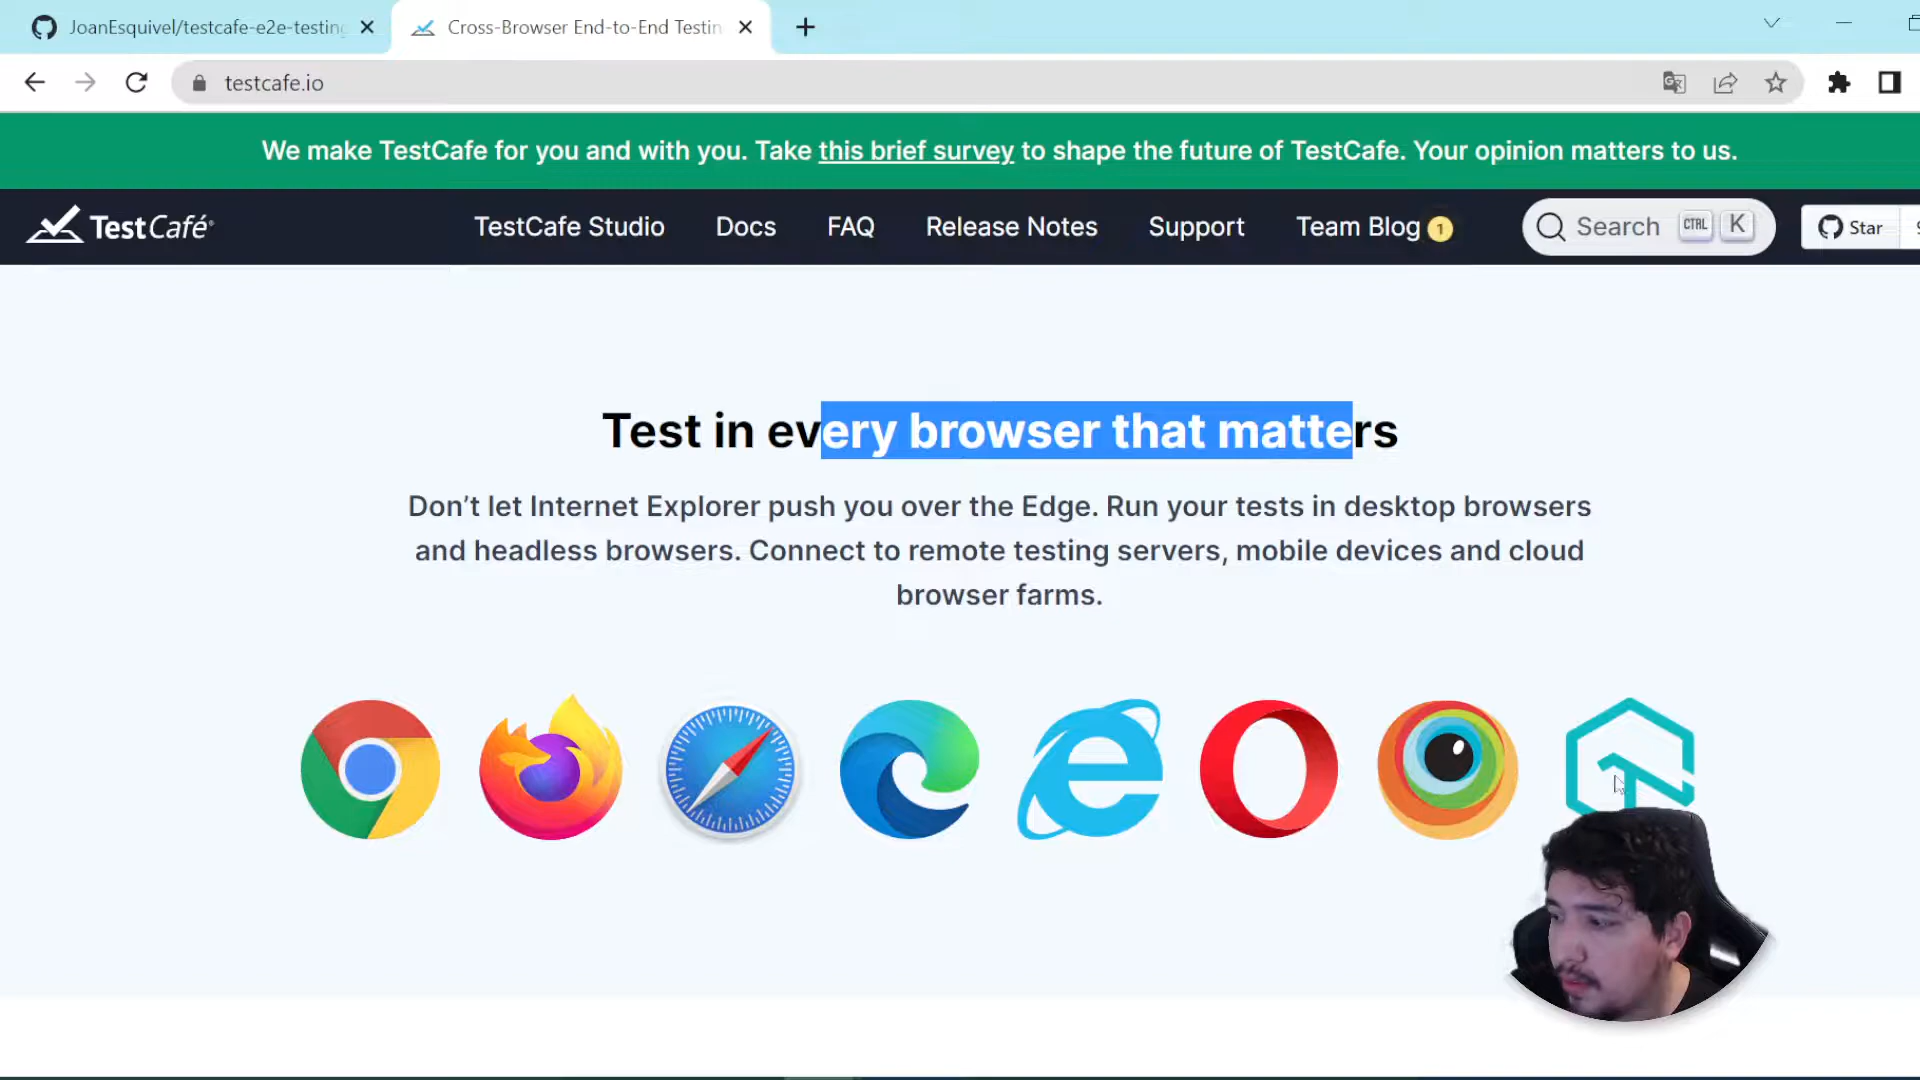 JoanEsquivel/testcafe-e2e-testing
Cross-Browser End-to-End Testin
testcafe.io
We make TestCafe for you and with you. Take this brief survey to shape the future of TestCafe. Your opinion matters to us.
TestCafé
TestCafe Studio
Docs
FAQ
Release Notes
Support
Team Blog 1
Search CTRL K
Star
Test in every browser that matters
Don’t let Internet Explorer push you over the Edge. Run your tests in desktop browsers
and headless browsers. Connect to remote testing servers, mobile devices and cloud
browser farms.